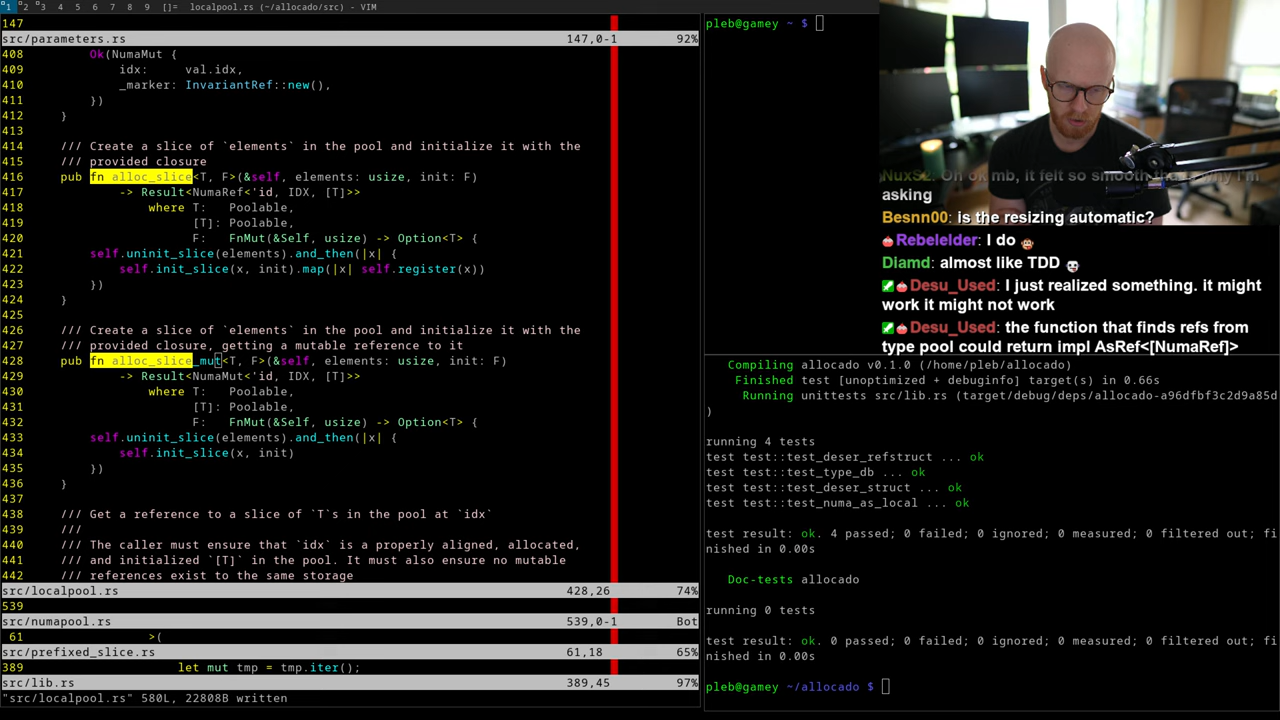 1 2 3 4 5 6 7 8 9 []= localpool.rs (~/allocado/src) - VIM
147
src/parameters.rs 147,0-1 92%
408 Ok(NumaMut {
409 idx: val.idx,
410 _marker: InvariantRef::new(),
411 })
412 }
413
414 /// Create a slice of `elements` in the pool and initialize it with the
415 /// provided closure
416 pub fn alloc_slice<T, F>(&self, elements: usize, init: F)
417 -> Result<NumaRef<'id, IDX, [T]>>
418 where T: Poolable,
419 [T]: Poolable,
420 F: FnMut(&Self, usize) -> Option<T> {
421 self.uninit_slice(elements).and_then(|x| {
422 self.init_slice(x, init).map(|x| self.register(x))
423 })
424 }
425
426 /// Create a slice of `elements` in the pool and initialize it with the
427 /// provided closure, getting a mutable reference to it
428 pub fn alloc_slice_mut<T, F>(&self, elements: usize, init: F)
429 -> Result<NumaMut<'id, IDX, [T]>>
430 where T: Poolable,
431 [T]: Poolable,
432 F: FnMut(&Self, usize) -> Option<T> {
433 self.uninit_slice(elements).and_then(|x| {
434 self.init_slice(x, init)
435 })
436 }
437
438 /// Get a reference to a slice of `T`s in the pool at `idx`
439 ///
440 /// The caller must ensure that `idx` is a properly aligned, allocated,
441 /// and initialized `[T]` in the pool. It must also ensure no mutable
442 /// references exist to the same storage
src/localpool.rs 428,26 74%
539
src/numapool.rs 539,0-1 Bot
61 >(
src/prefixed_slice.rs 61,18 65%
389 let mut tmp = tmp.iter();
src/lib.rs 389,45 97%
"src/localpool.rs" 580L, 22808B written
pleb@gamey ~ $
NuxSZ: Oh ok mb, it felt so smooth that's why i'm
asking
Besnn00: is the resizing automatic?
Rebelelder: I do
Diamd: almost like TDD
Desu_Used: I just realized something. it might
work it might not work
Desu_Used: the function that finds refs from
type pool could return impl AsRef<[NumaRef]>
Compiling allocado v0.1.0 (/home/pleb/allocado)
Finished test [unoptimized + debuginfo] target(s) in 0.66s
Running unittests src/lib.rs (target/debug/deps/allocado-a96dfbf3c2d9a85d
)
running 4 tests
test test::test_deser_refstruct ... ok
test test::test_type_db ... ok
test test::test_deser_struct ... ok
test test::test_numa_as_local ... ok
test result: ok. 4 passed; 0 failed; 0 ignored; 0 measured; 0 filtered out; fi
nished in 0.00s
Doc-tests allocado
running 0 tests
test result: ok. 0 passed; 0 failed; 0 ignored; 0 measured; 0 filtered out; fi
nished in 0.00s
pleb@gamey ~/allocado $